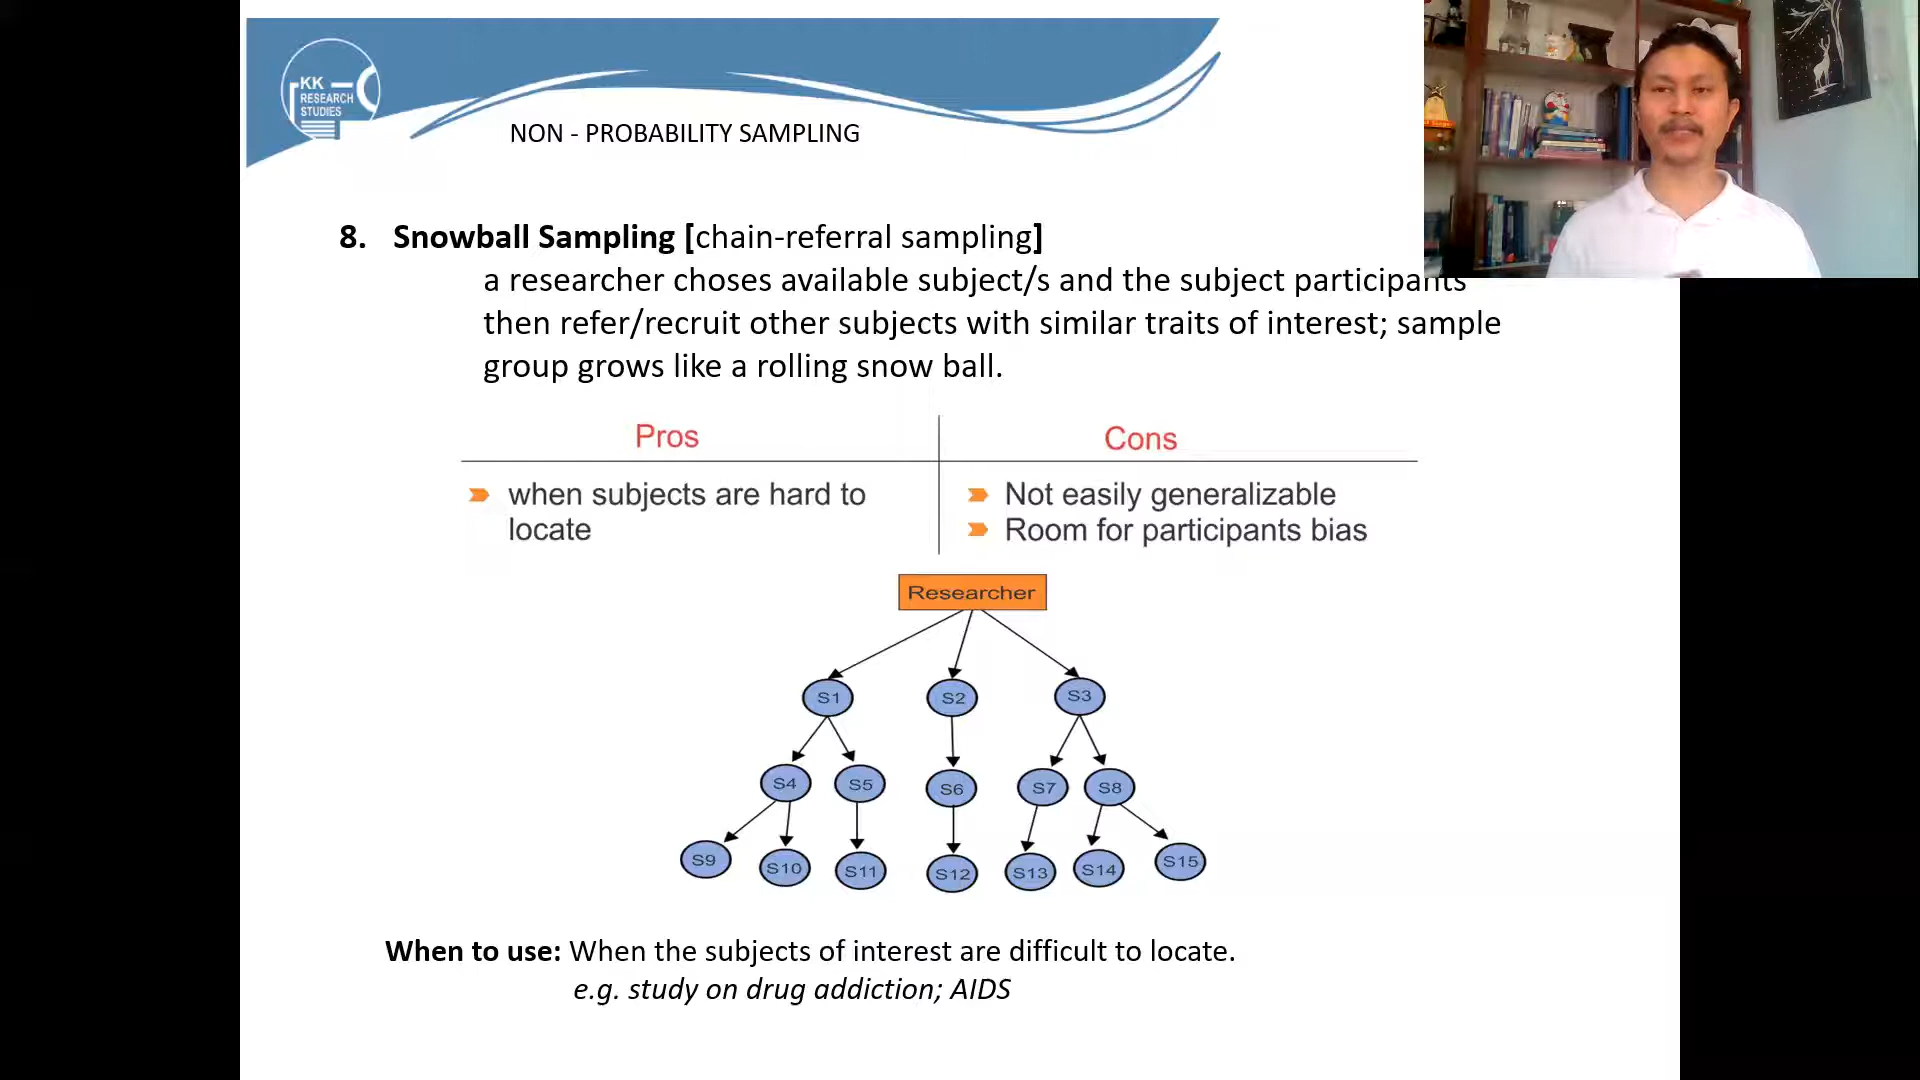 KK
RESEARCH
STUDIES
NON - PROBABILITY SAMPLING
8. Snowball Sampling [chain-referral sampling]
a researcher choses available subject/s and the subject participants
then refer/recruit other subjects with similar traits of interest; sample
group grows like a rolling snow ball.
Pros
Cons
when subjects are hard to
locate
Not easily generalizable
Room for participants bias
Researcher
S1 S2 S3
S4 S5 S6 S7 S8
S9 S10 S11 S12 S13 S14 S15
When to use: When the subjects of interest are difficult to locate.
e.g. study on drug addiction; AIDS